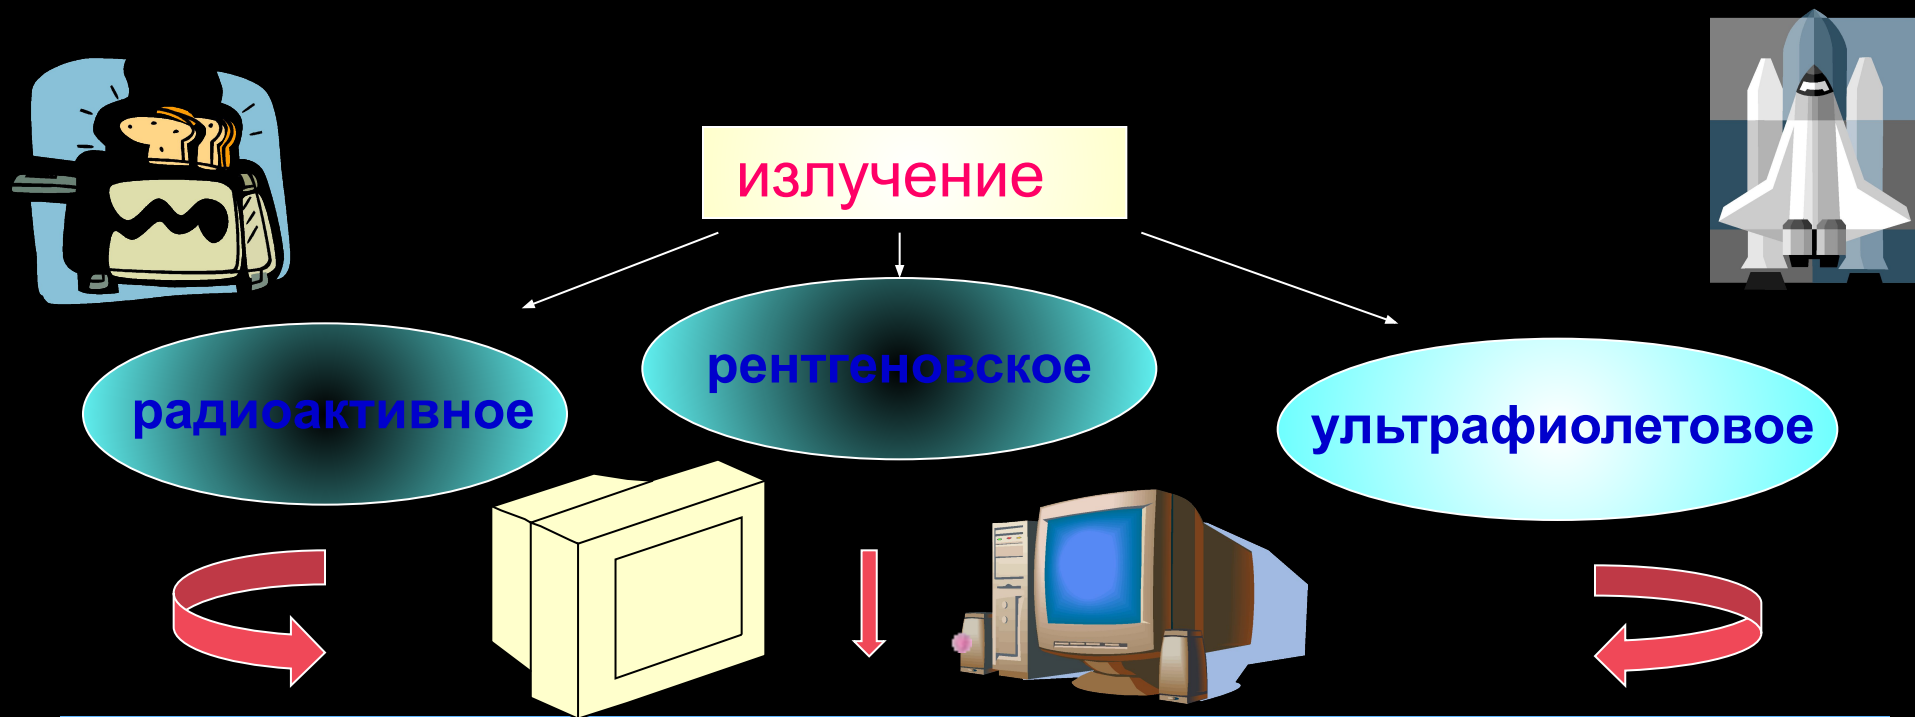 излучение
радиоактивное
рентгеновское
ультрафиолетовое